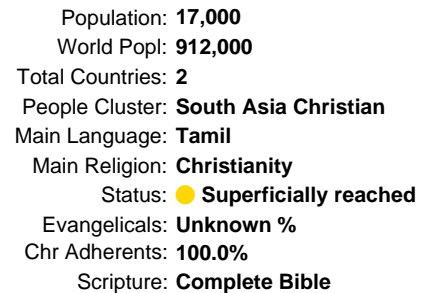 Population: 17,000
World Popl: 912,000
Total Countries: 2
People Cluster: South Asia Christian
Main Language: Tamil
Main Religion: Christianity
Status: Superficially reached
Evangelicals: Unknown %
Chr Adherents: 100.0%
Scripture: Complete Bible